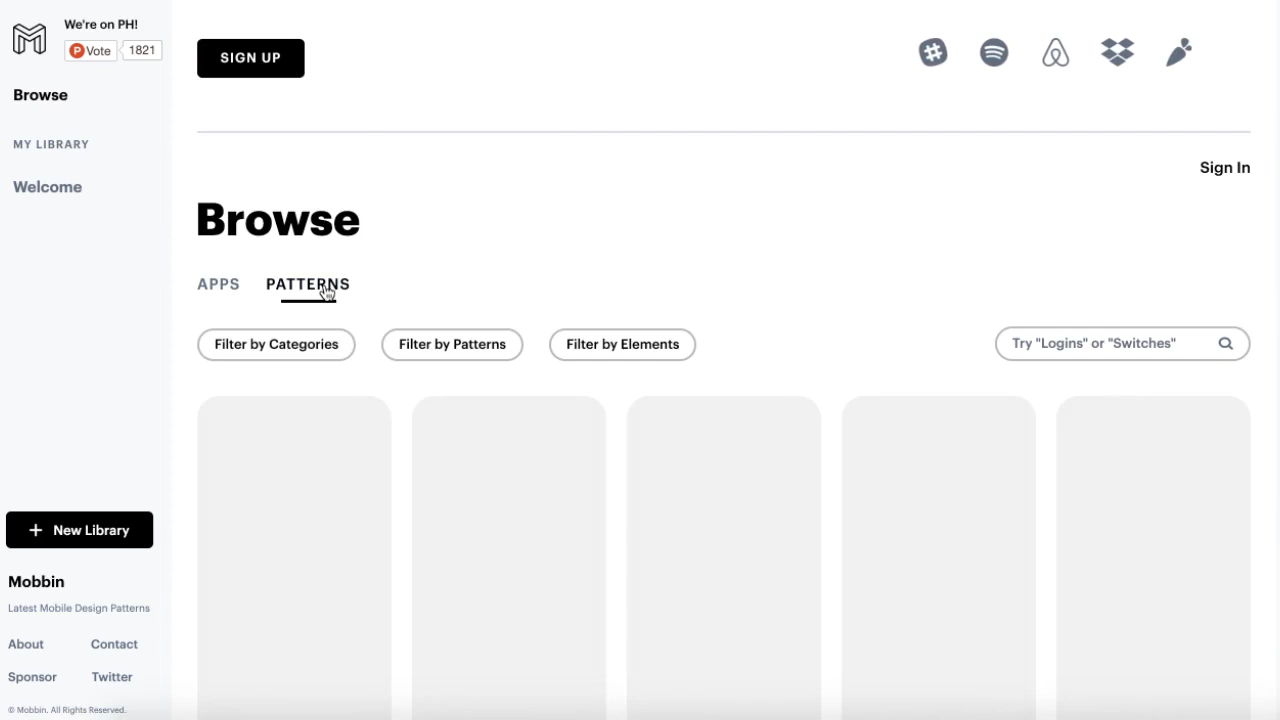 We're on PH!
P Vote 1821
Browse
MY LIBRARY
Welcome
+ New Library
Mobbin
Latest Mobile Design Patterns
About Contact
Sponsor Twitter
© Mobbin. All Rights Reserved.
SIGN UP
Sign In
Browse
APPS PATTERNS
Filter by Categories Filter by Patterns Filter by Elements Try "Logins" or "Switches"